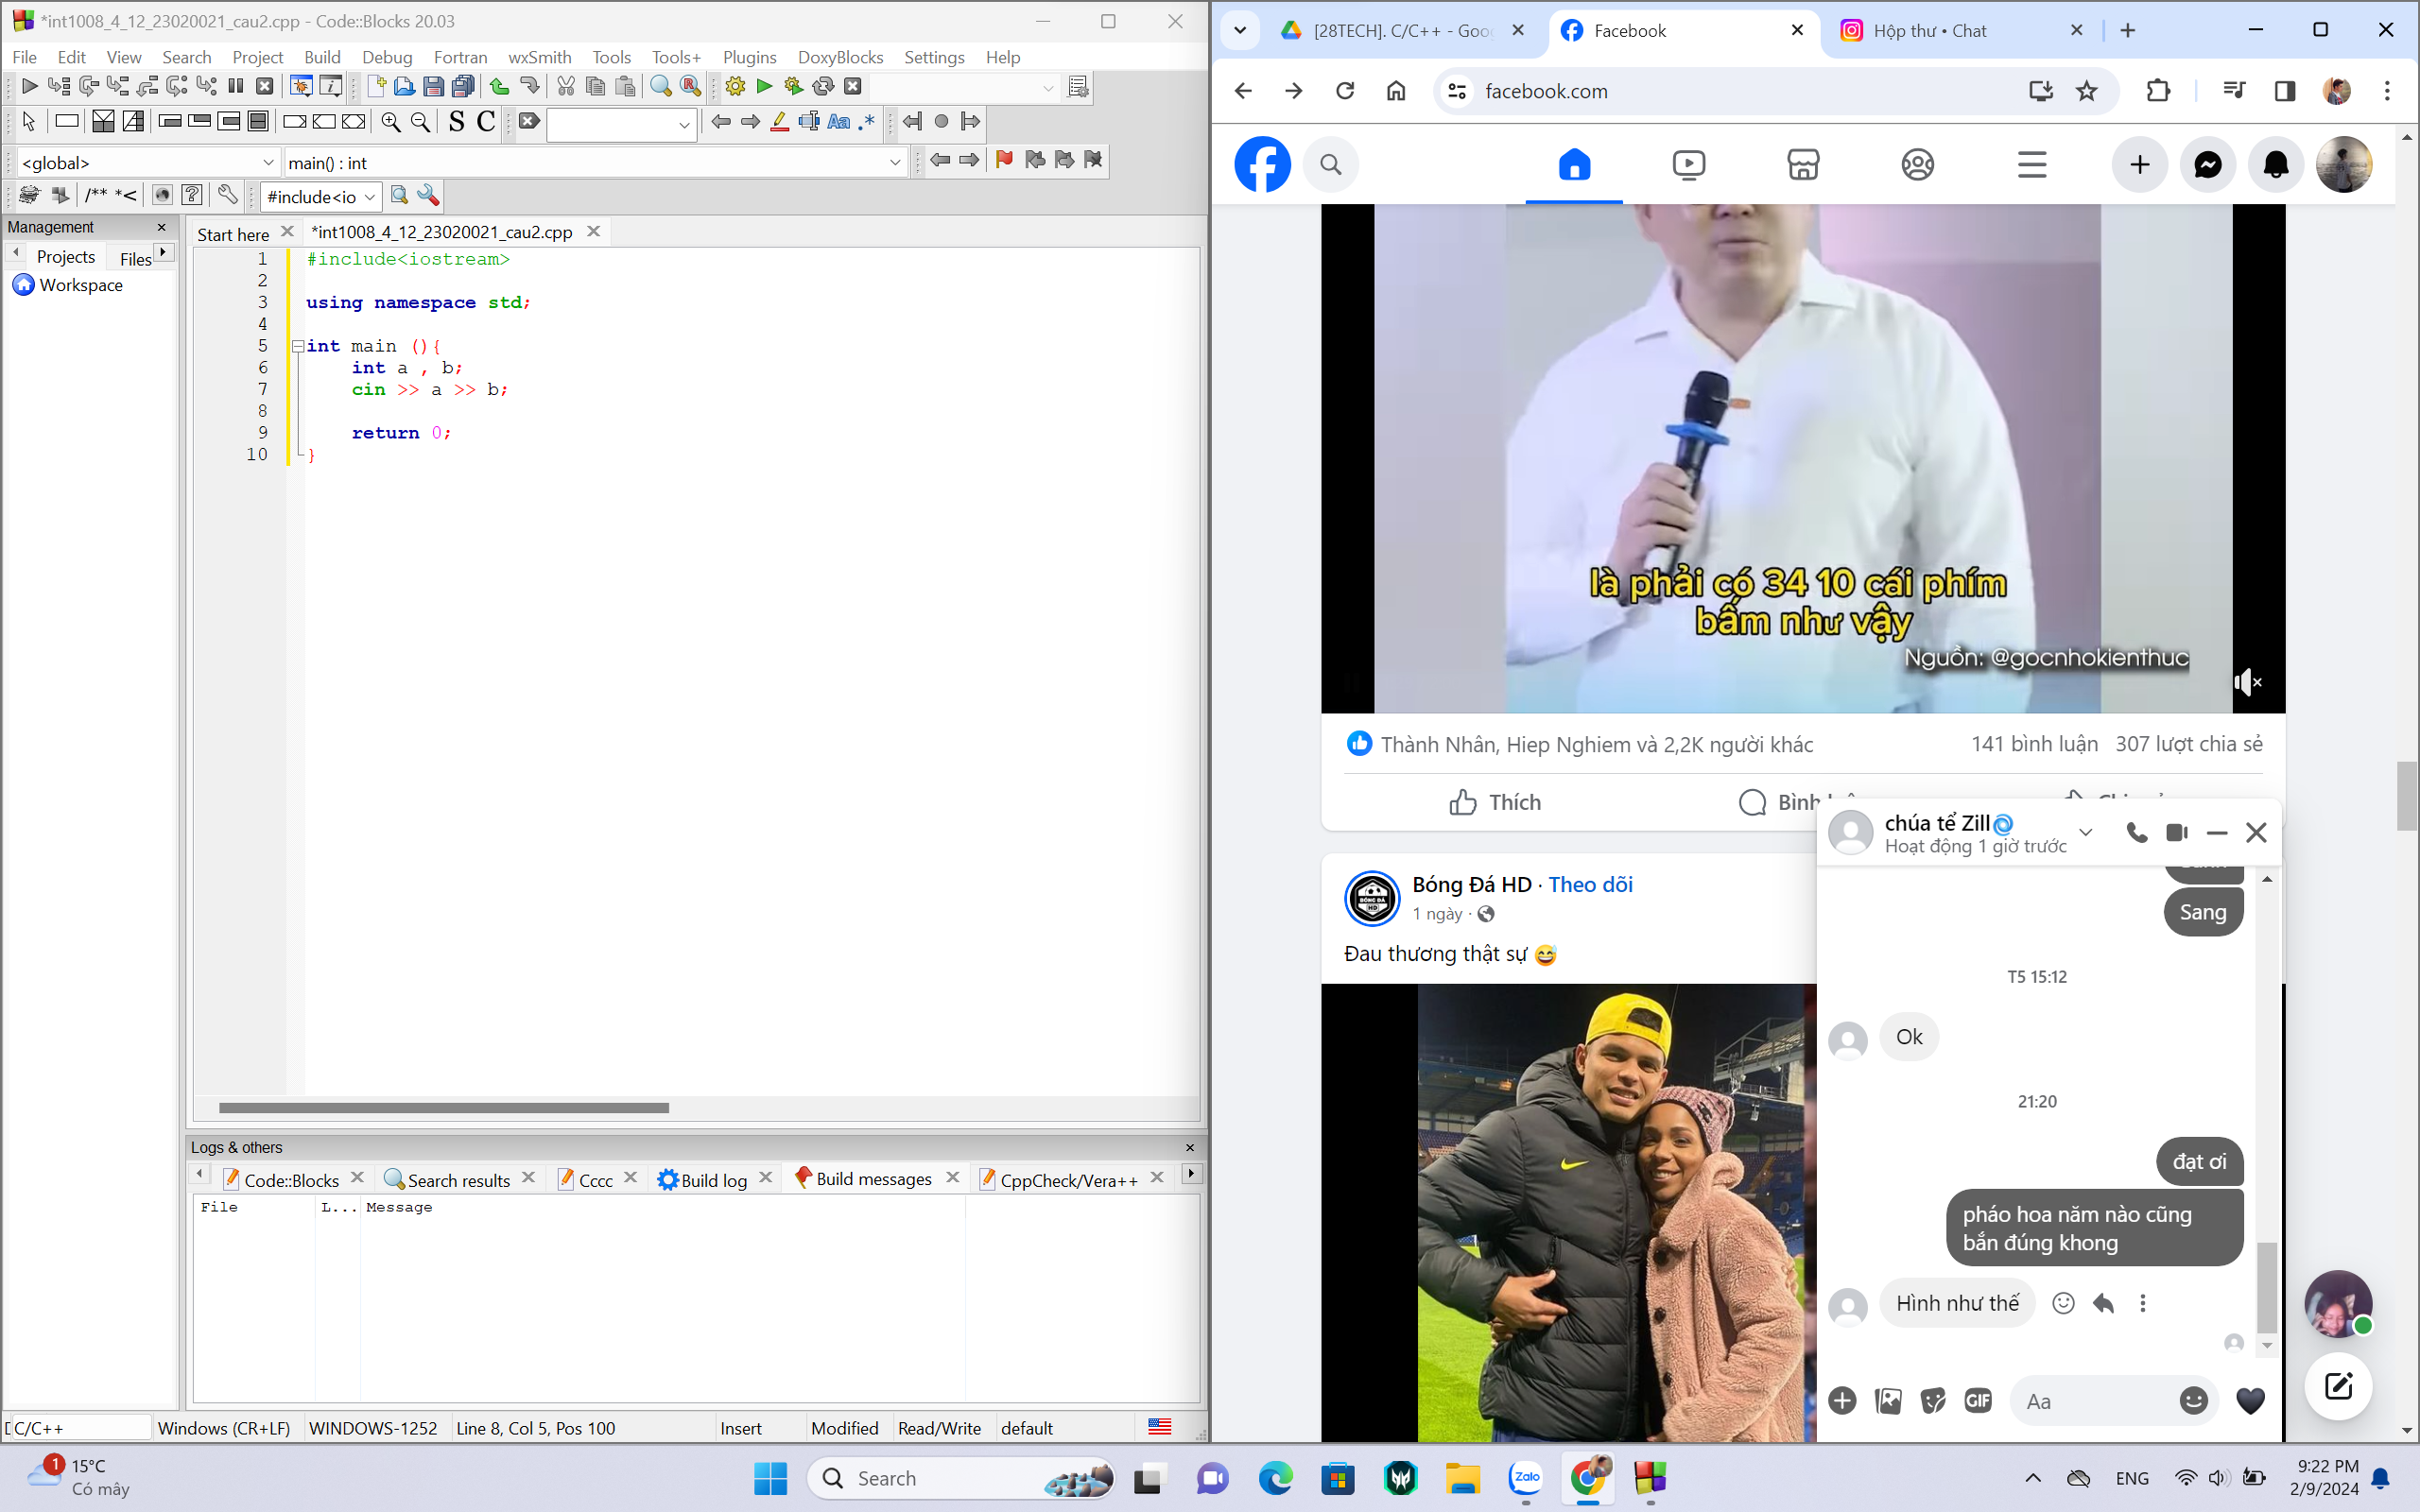 *int1008_4_12_23020021_cau2.cpp - Code::Blocks 20.03
File Edit View Search Project Build Debug Fortran wxSmith Tools Tools+ Plugins DoxyBlocks Settings Help
S C
Aa .*
<global>
main() : int
/** *<
#include<io
Management
Projects Files
Workspace
Start here
*int1008_4_12_23020021_cau2.cpp
1 #include<iostream>
2
3 using namespace std;
4
5 int main (){
6 int a , b;
7 cin >> a >> b;
8
9 return 0;
10 }
Logs & others
Code::Blocks Search results Cccc Build log Build messages CppCheck/Vera++
File L... Message
C/C++ Windows (CR+LF) WINDOWS-1252 Line 8, Col 5, Pos 100 Insert Modified Read/Write default
[28TECH]. C/C++ - Goo
Facebook
Hộp thư • Chat
facebook.com
là phải có 34 10 cái phím
bấm như vậy
Nguồn: @gocnhokienthuc
Thành Nhân, Hiep Nghiem và 2,2K người khác
141 bình luận 307 lượt chia sẻ
Thích
Bóng Đá HD · Theo dõi
1 ngày ·
Đau thương thật sự
BÓNG ĐÁ
HD
chúa tể Zill
Hoạt động 1 giờ trước
Sang
T5 15:12
Ok
21:20
đạt ơi
pháo hoa năm nào cũng
bắn đúng khong
Hình như thế
GIF
Aa
1
15°C
Có mây
Search
Zalo
ENG
9:22 PM
2/9/2024